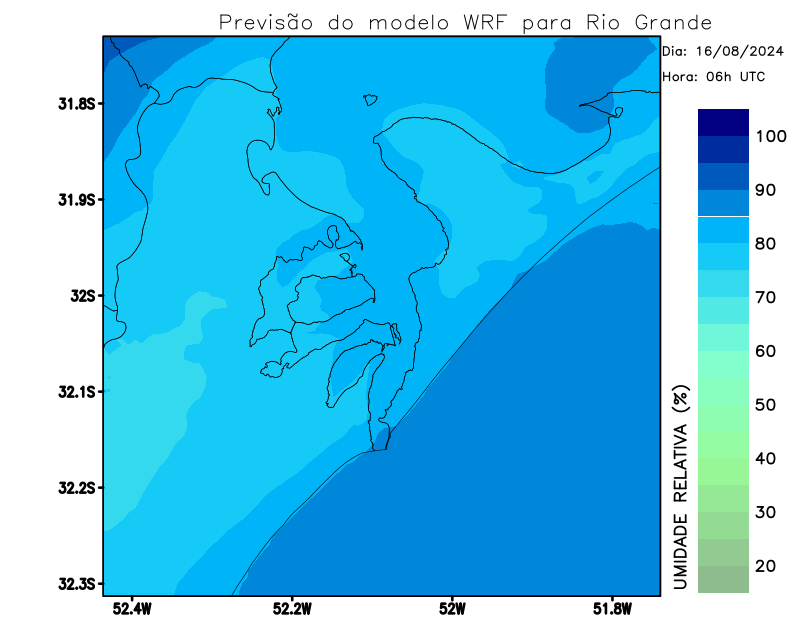 Previsão do modelo WRF para Rio Grande
Dia: 16/08/2024
Hora: 06h UTC
31.8S
31.9S
32S
32.1S
32.2S
32.3S
52.4W
52.2W
52W
51.8W
100
90
80
70
60
50
40
30
20
UMIDADE RELATIVA (%)